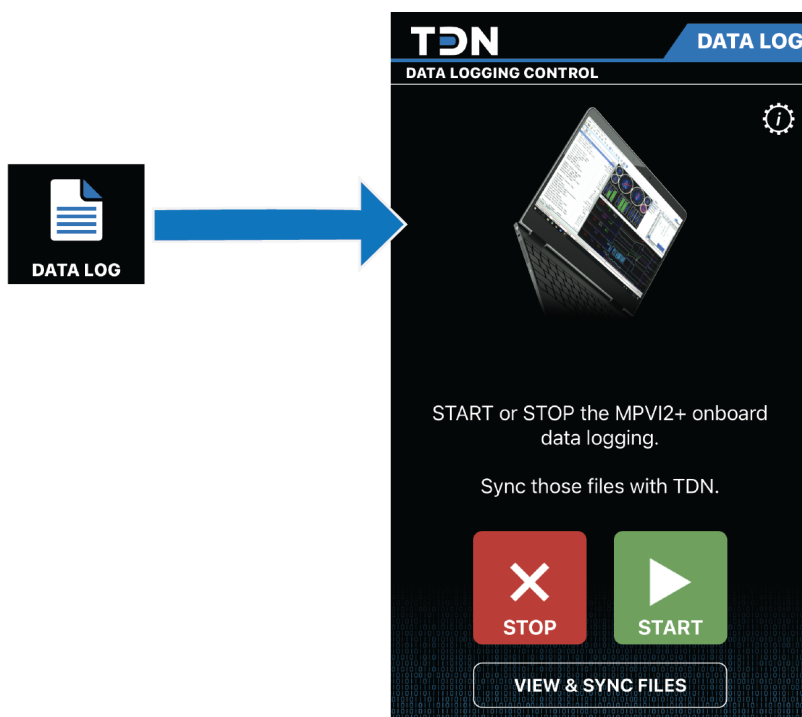 TDN
DATA LOG
DATA LOGGING CONTROL
i
DATA LOG
START or STOP the MPVI2+ onboard
data logging.
Sync those files with TDN.
STOP
START
VIEW & SYNC FILES